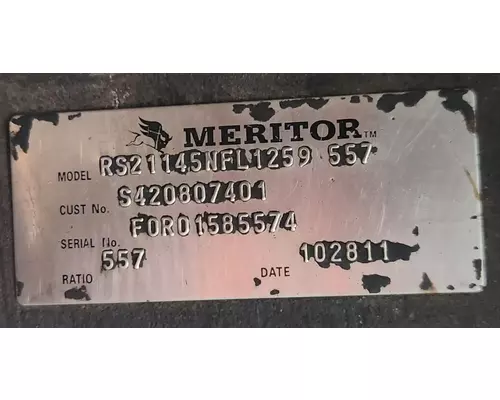 MERITOR™
MODEL RS21145NFL1259 557
CUST No. S420807401
SERIAL No. FOR01585574
RATIO 557 DATE 102811